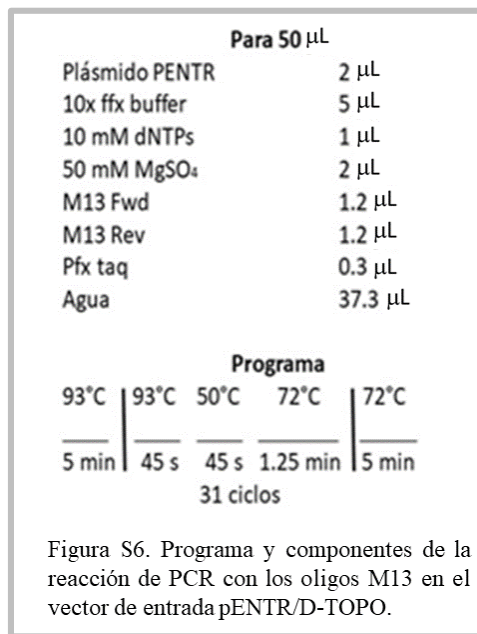 Para 50 μL
Plásmido PENTR 2 μL
10x ffx buffer 5 μL
10 mM dNTPs 1 μL
50 mM MgSO₄ 2 μL
M13 Fwd 1.2 μL
M13 Rev 1.2 μL
Pfx taq 0.3 μL
Agua 37.3 μL
Programa
93°C 93°C 50°C 72°C 72°C
5 min 45 s 45 s 1.25 min 5 min
31 ciclos
Figura S6. Programa y componentes de la
reacción de PCR con los oligos M13 en el
vector de entrada pENTR/D-TOPO.